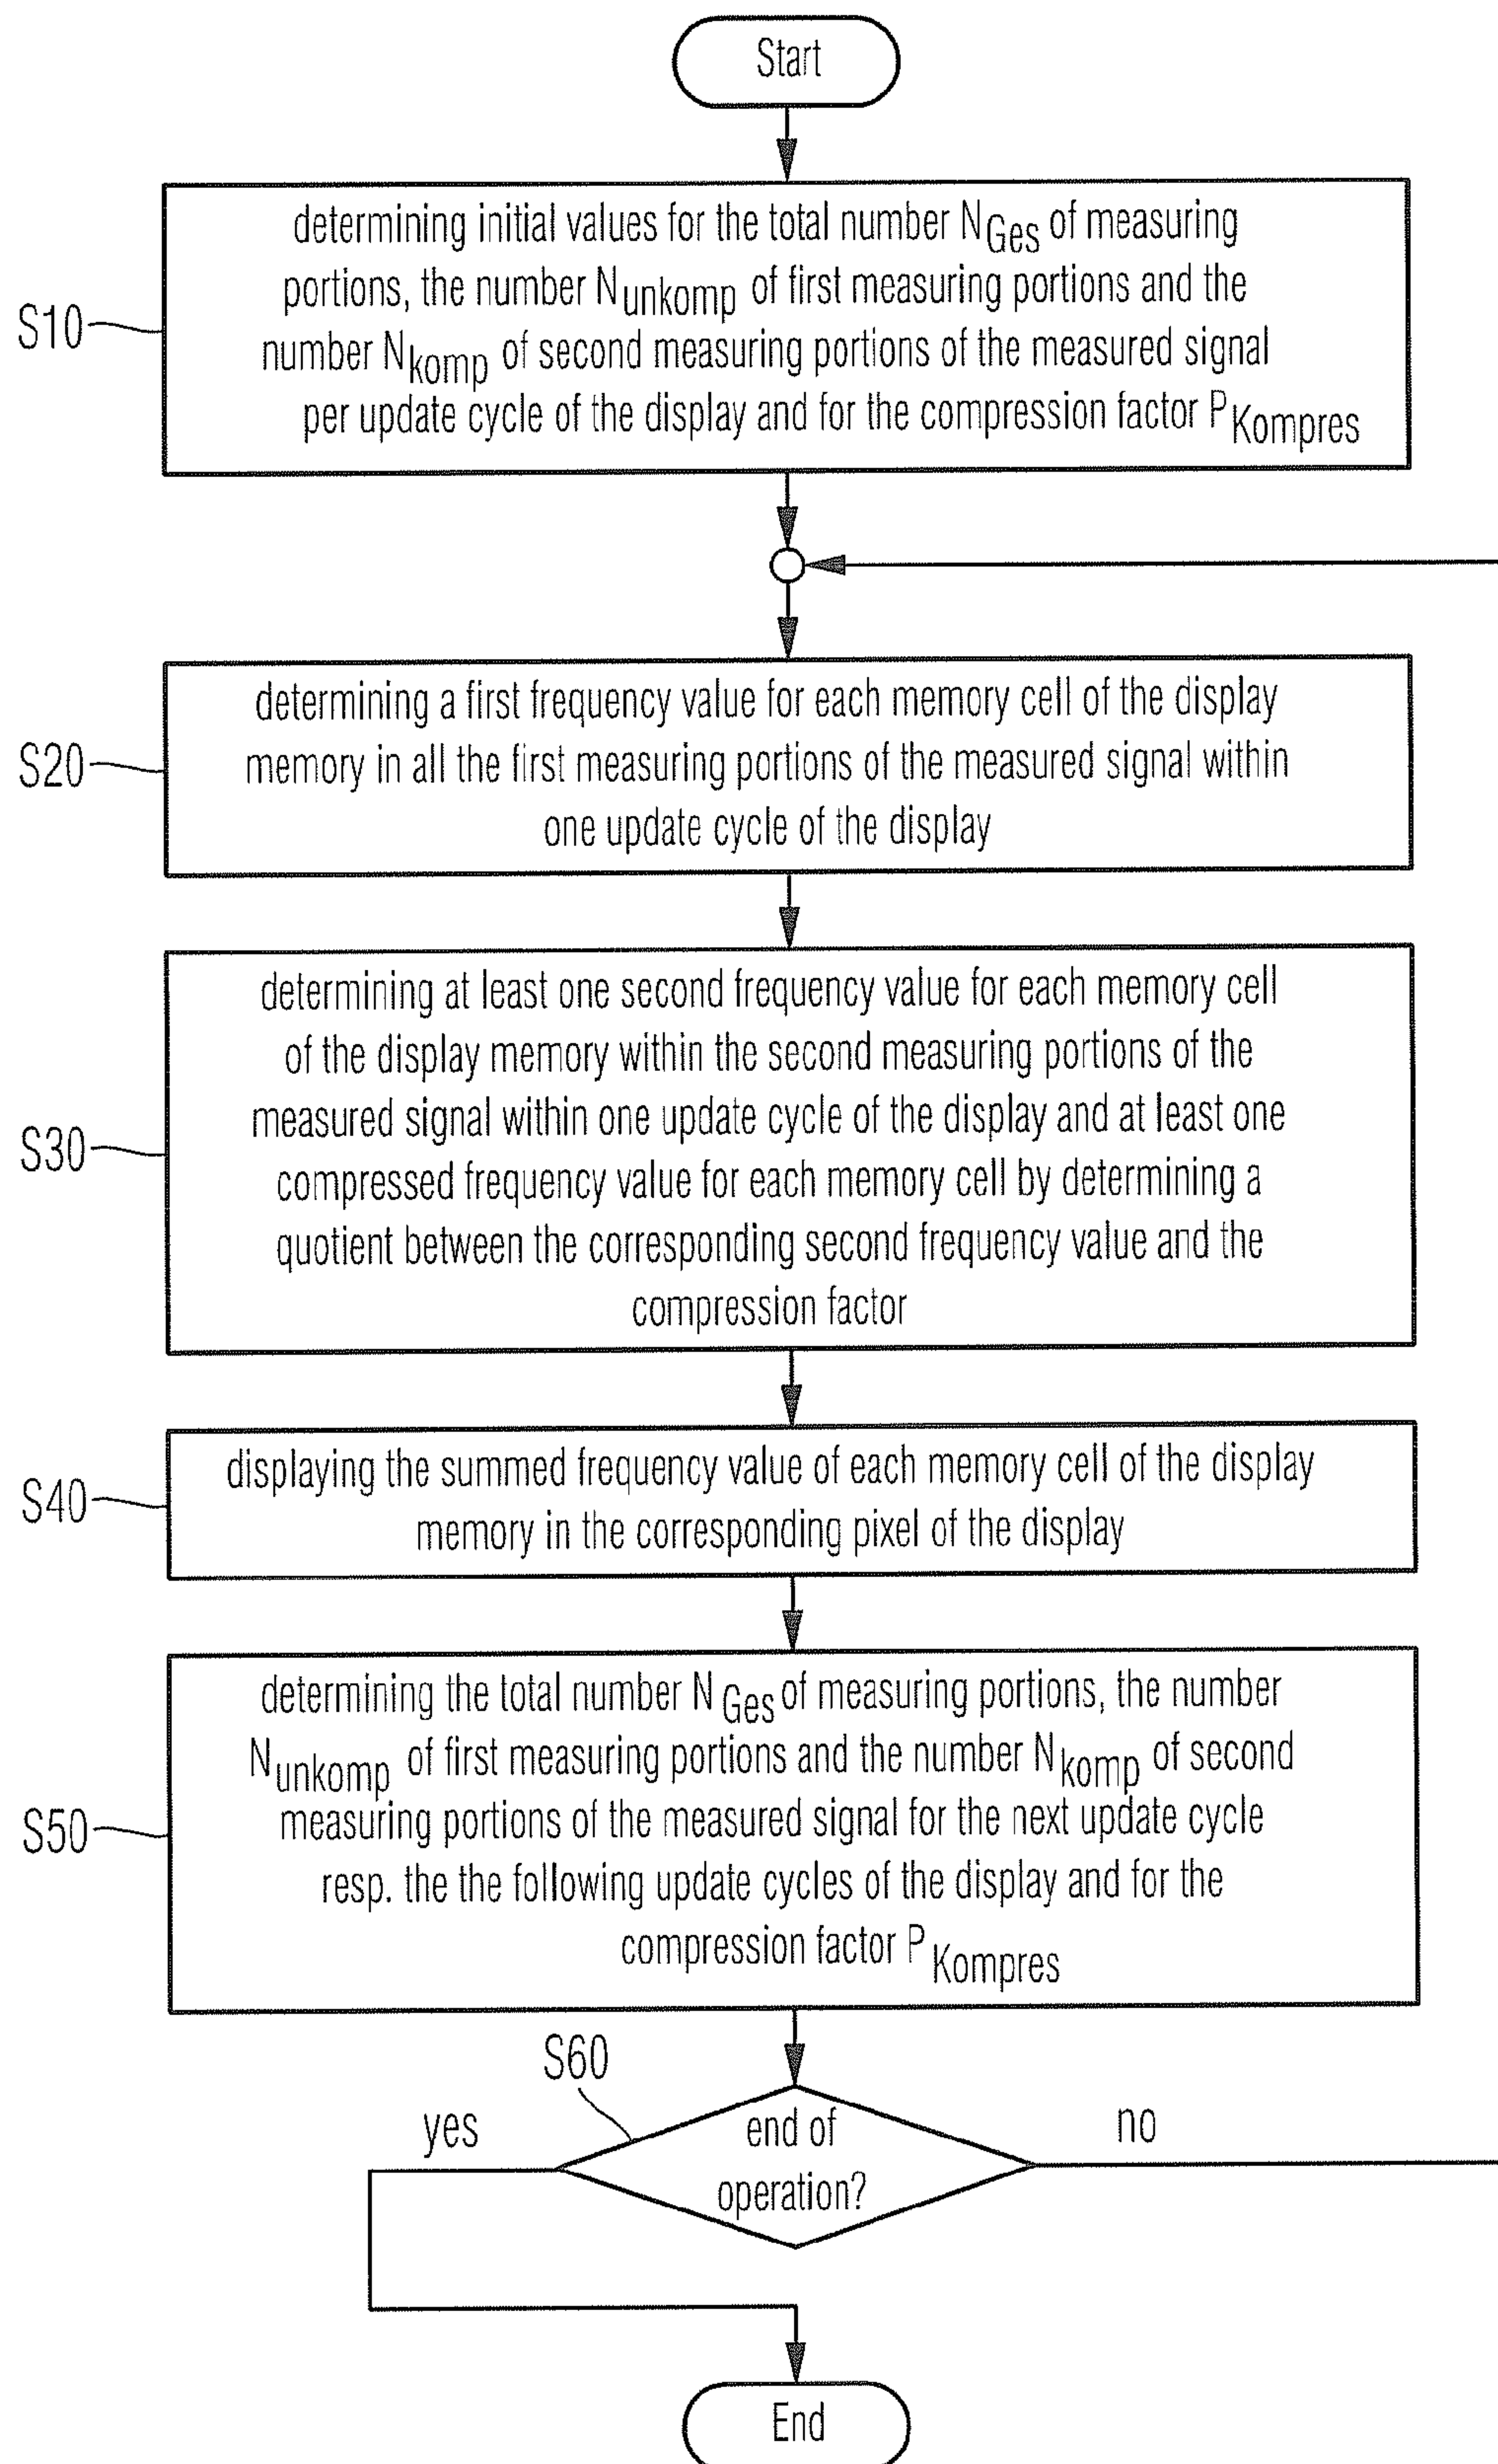 Start
determining initial values for the total number N_Ges of measuring
portions, the number N_unkomp of first measuring portions and the
number N_komp of second measuring portions of the measured signal
per update cycle of the display and for the compression factor P_Kompres
S10
determining a first frequency value for each memory cell of the display
memory in all the first measuring portions of the measured signal within
one update cycle of the display
S20
determining at least one second frequency value for each memory cell
of the display memory within the second measuring portions of the
measured signal within one update cycle of the display and at least one
compressed frequency value for each memory cell by determining a
quotient between the corresponding second frequency value and the
compression factor
S30
displaying the summed frequency value of each memory cell of the display
memory in the corresponding pixel of the display
S40
determining the total number N_Ges of measuring portions, the number
N_unkomp of first measuring portions and the number N_komp of second
measuring portions of the measured signal for the next update cycle
resp. the the following update cycles of the display and for the
compression factor P_Kompres
S50
S60
yes
end of
operation?
no
End